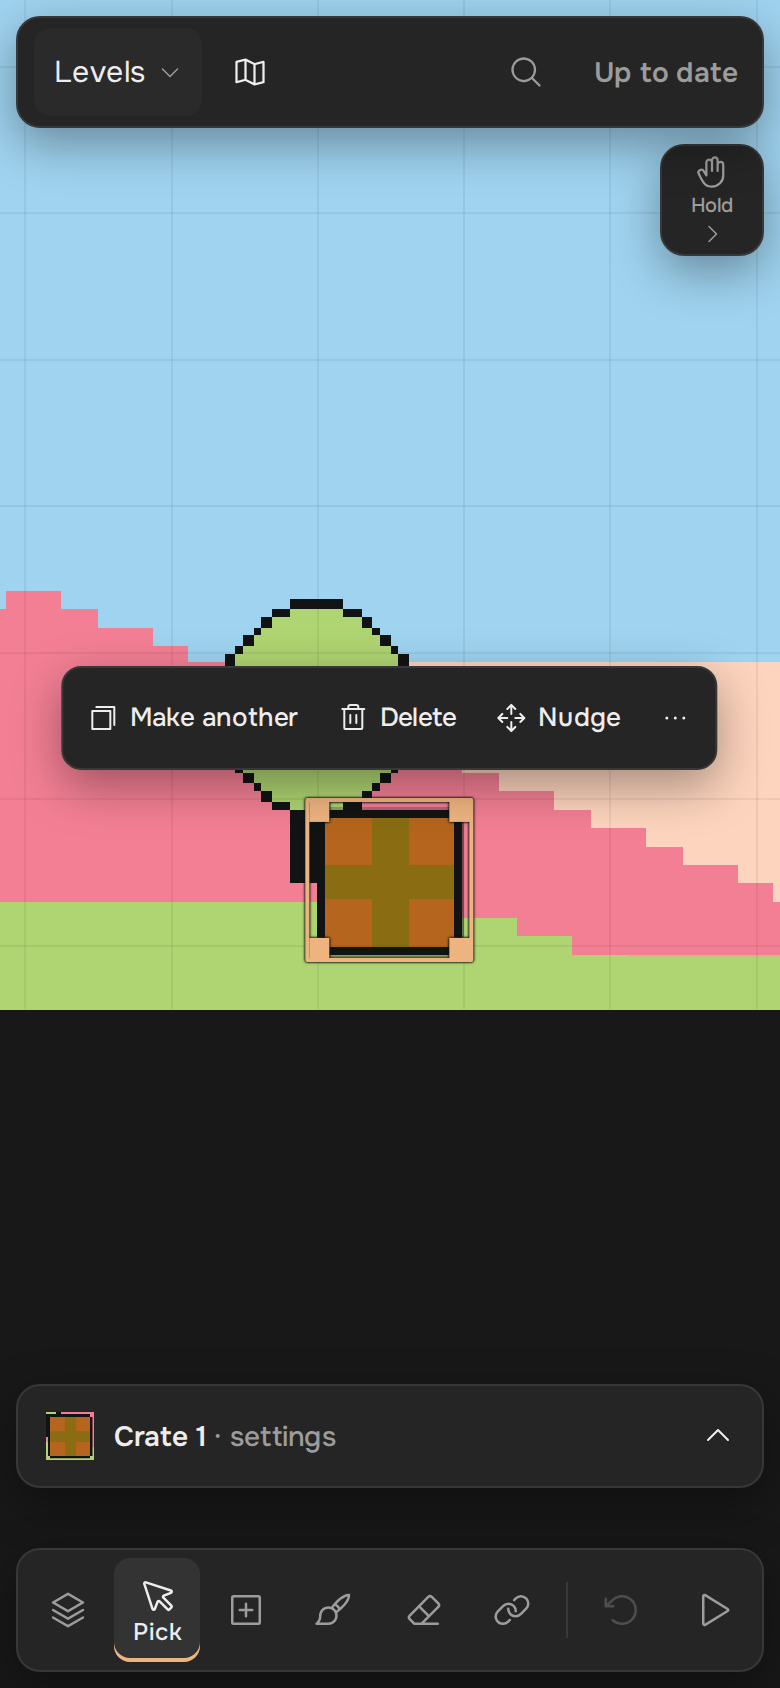 Levels
Up to date
Hold
Make another
Delete
Nudge
Crate 1 · settings
Pick